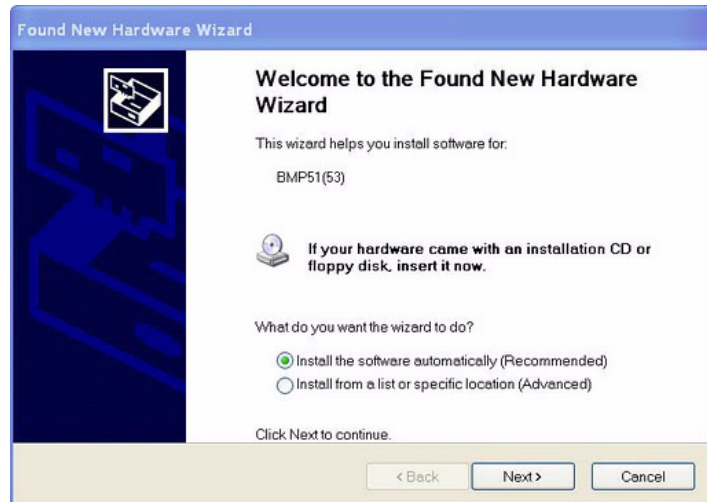 Found New Hardware Wizard
Welcome to the Found New Hardware
Wizard
This wizard helps you install software for:
BMP51(53)
If your hardware came with an installation CD or
floppy disk, insert it now.
What do you want the wizard to do?
Install the software automatically (Recommended)
Install from a list or specific location (Advanced)
Click Next to continue.
< Back
Next >
Cancel